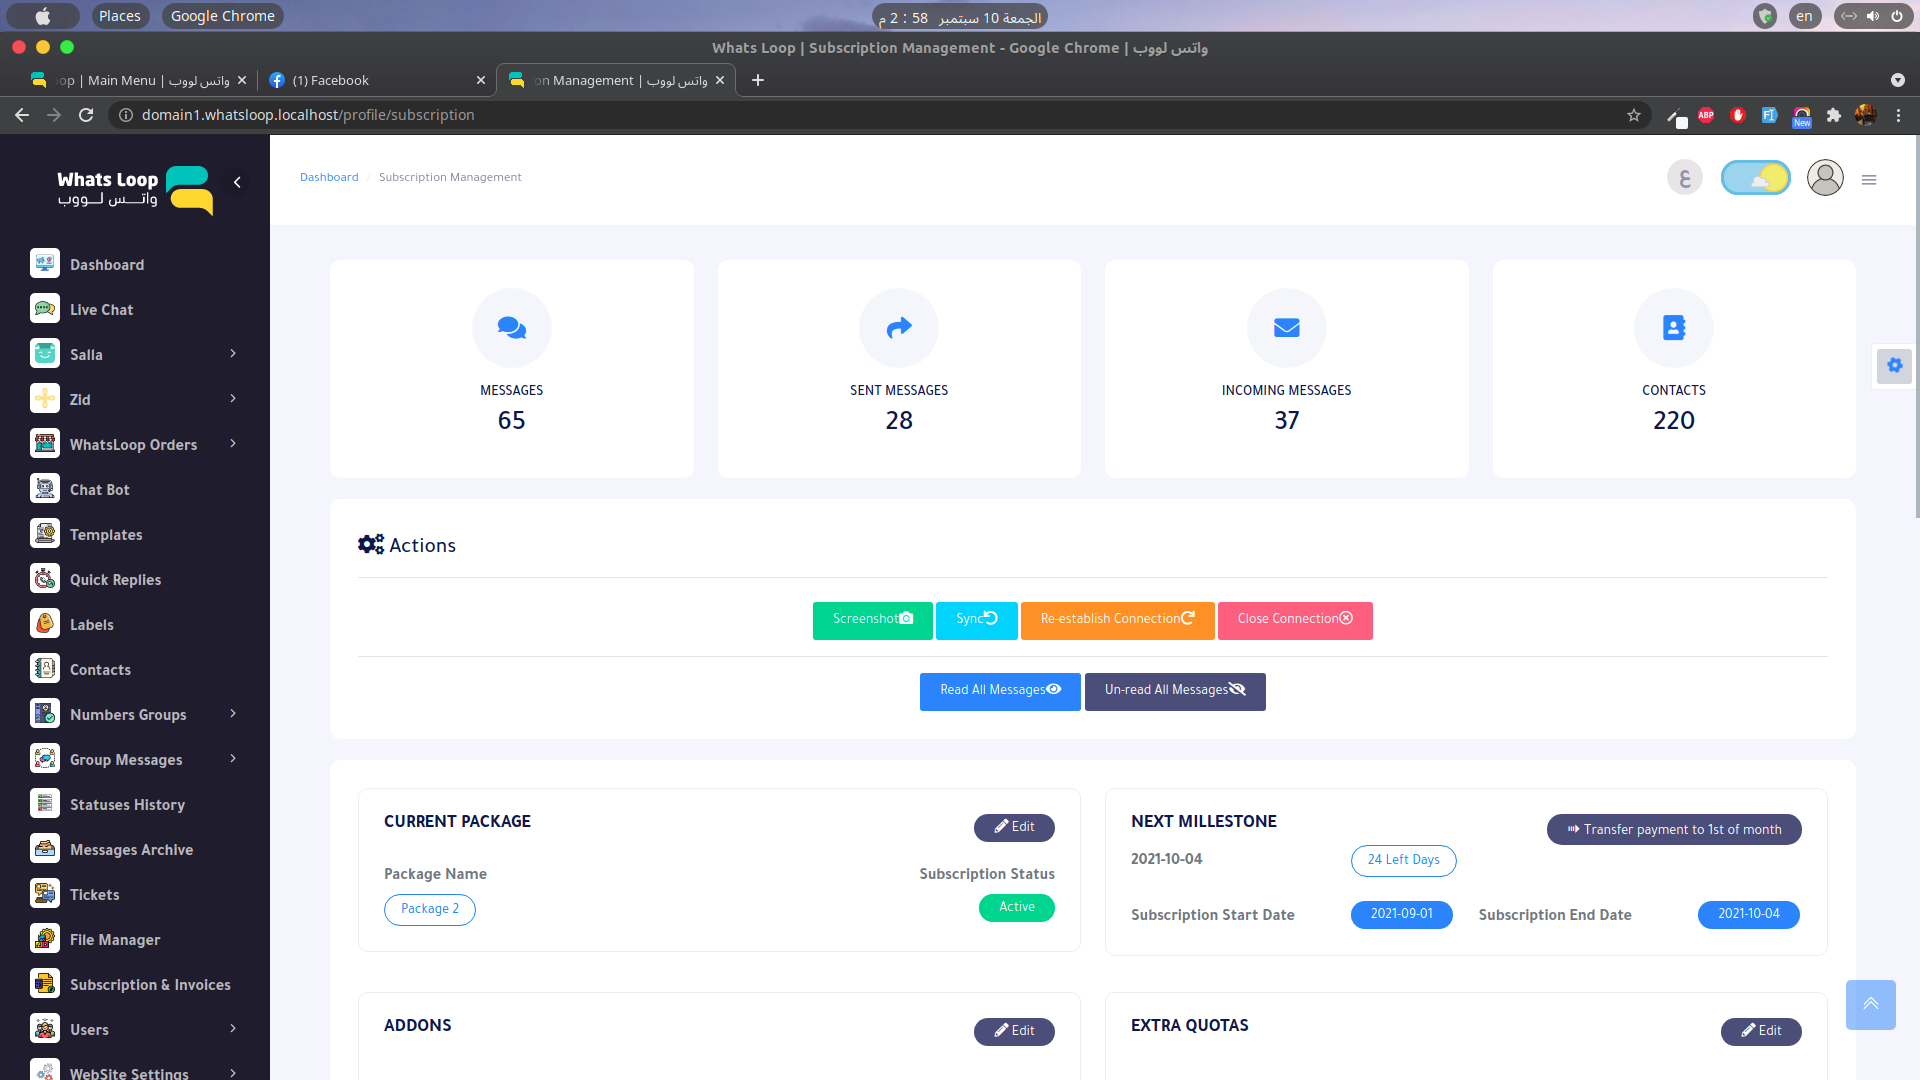 Places
Google Chrome
الجمعة 10 سبتمبر  58 : 2 م
en
Whats Loop | Subscription Management - Google Chrome | واتس لووب
op | Main Menu | واتس لووب
(1) Facebook
on Management | واتس لووب
domain1.whatsloop.localhost/profile/subscription
ABP
New
Whats Loop
واتــس لــووب
Dashboard / Subscription Management
ع
Dashboard
Live Chat
Salla
Zid
WhatsLoop Orders
Chat Bot
Templates
Quick Replies
Labels
Contacts
Numbers Groups
Group Messages
Statuses History
Messages Archive
Tickets
File Manager
Subscription & Invoices
Users
WebSite Settings
MESSAGES
65
SENT MESSAGES
28
INCOMING MESSAGES
37
CONTACTS
220
Actions
Screenshot
Sync
Re-establish Connection
Close Connection
Read All Messages
Un-read All Messages
CURRENT PACKAGE
Edit
Package Name
Subscription Status
Package 2
Active
NEXT MILLESTONE
Transfer payment to 1st of month
2021-10-04
24 Left Days
Subscription Start Date
2021-09-01
Subscription End Date
2021-10-04
ADDONS
Edit
EXTRA QUOTAS
Edit